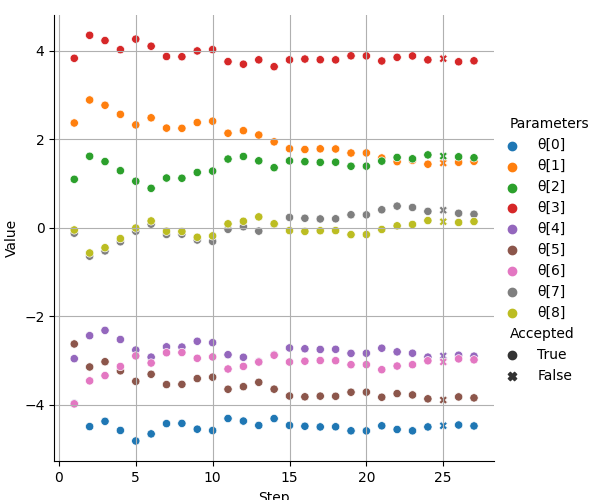 4
2
0
−2
−4
Value
0
5
10
15
20
25
Step
Parameters
θ[0]
θ[1]
θ[2]
θ[3]
θ[4]
θ[5]
θ[6]
θ[7]
θ[8]
Accepted
True
False